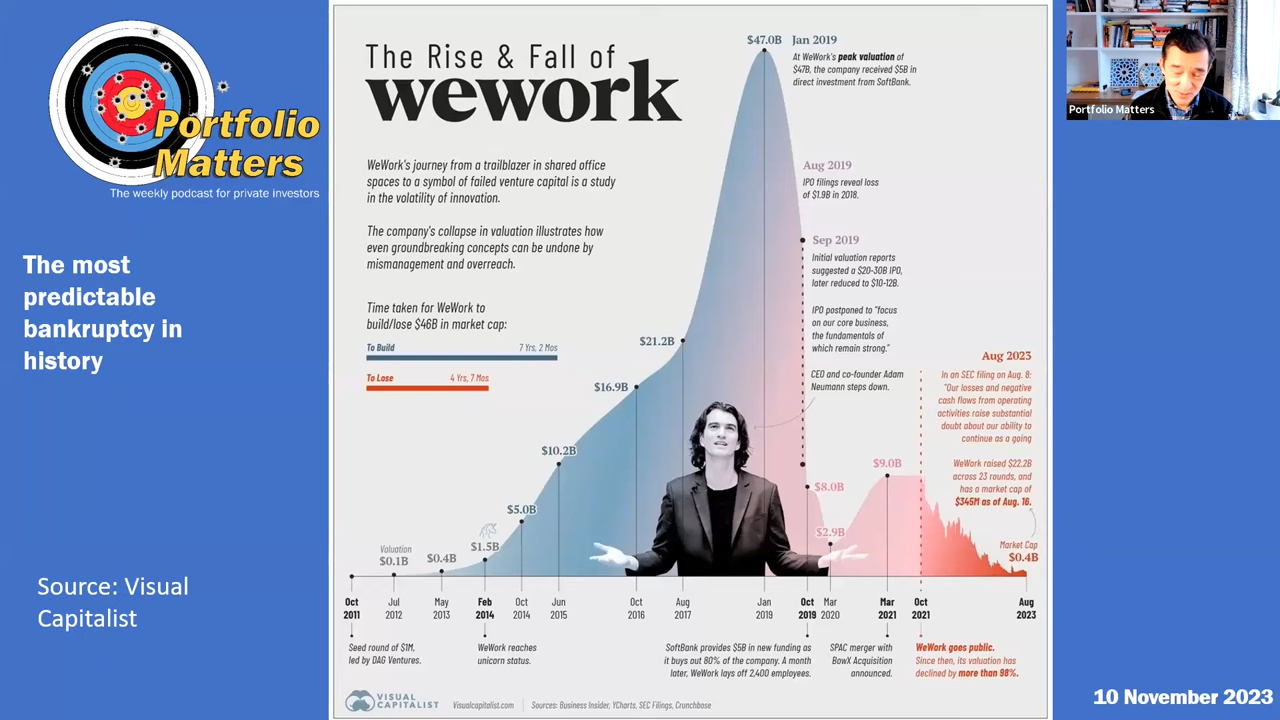 Portfolio
Matters
The weekly podcast for private investors
The most
predictable
bankruptcy in
history
Source: Visual
Capitalist
The Rise & Fall of
wework
WeWork's journey from a trailblazer in shared office
spaces to a symbol of failed venture capital is a study
in the volatility of innovation.
The company's collapse in valuation illustrates how
even groundbreaking concepts can be undone by
mismanagement and overreach.
Time taken for WeWork to
build/lose $46B in market cap:
To Build 7 Yrs, 2 Mos
To Lose 4 Yrs, 7 Mos
$47.0B Jan 2019
At WeWork's peak valuation of
$47B, the company received $5B in
direct investment from SoftBank.
Aug 2019
IPO filings reveal loss
of $1.9B in 2018.
Sep 2019
Initial valuation reports
suggested a $20-30B IPO,
later reduced to $10-12B.
IPO postponed to "focus
on our core business,
the fundamentals of
which remain strong."
CEO and co-founder Adam
Neumann steps down.
Aug 2023
In an SEC filing on Aug. 8:
"Our losses and negative
cash flows from operating
activities raise substantial
doubt about our ability to
continue as a going
WeWork raised $22.2B
across 23 rounds, and
has a market cap of
$345M as of Aug. 16.
Market Cap
$0.4B
Valuation
$0.1B
$0.4B
$1.5B
$5.0B
$10.2B
$16.9B
$21.2B
$8.0B
$2.9B
$9.0B
Oct
2011
Jul
2012
May
2013
Feb
2014
Oct
2014
Jun
2015
Oct
2016
Aug
2017
Jan
2019
Oct
2019
Mar
2020
Mar
2021
Oct
2021
Aug
2023
Seed round of $1M,
led by DAG Ventures.
WeWork reaches
unicorn status.
SoftBank provides $5B in new funding as
it buys out 80% of the company. A month
later, WeWork lays off 2,400 employees.
SPAC merger with
BowX Acquisition
announced.
WeWork goes public.
Since then, its valuation has
declined by more than 98%.
VISUAL
CAPITALIST
Visualcapitalist.com
Sources: Business Insider, YCharts, SEC Filings, Crunchbase
Portfolio Matters
10 November 2023